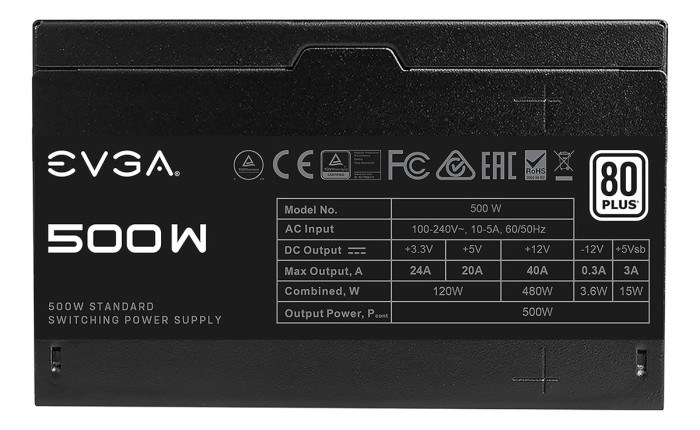 EVGA
500W
500W STANDARD
SWITCHING POWER SUPPLY
CE
FC
EAC
RoHS
80
PLUS
Model No. 500 W
AC Input 100-240V~, 10-5A, 60/50Hz
DC Output +3.3V +5V +12V -12V +5Vsb
Max Output, A 24A 20A 40A 0.3A 3A
Combined, W 120W 480W 3.6W 15W
Output Power, Pcont 500W